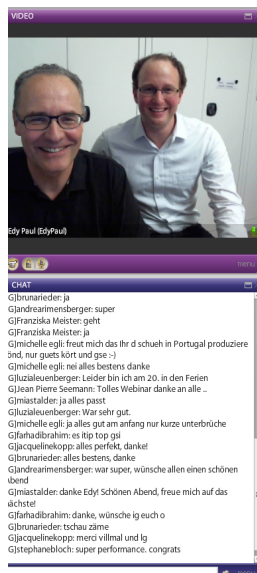 VIDEO
Edy Paul (EdyPaul)
menu
CHAT
G]brunarieder: ja
G]andrearimensberger: super
G]Franziska Meister: geht
G]Franziska Meister: ja
G]michelle egli: freut mich das Ihr d schueh in Portugal produziere
önd, nur guets kört und gse :-)
G]michelle egli: nei alles bestens danke
G]luzialeuenberger: Leider bin ich am 20. in den Ferien
G]Jean Pierre Seemann: Tolles Webinar danke an alle ..
G]miastalder: ja alles passt
G]luzialeuenberger: War sehr gut.
G]michelle egli: ja alles gut am anfang nur kurze unterbrüche
G]farhadibrahim: es itip top gsi
G]jacquelinekopp: alles perfekt, danke!
G]brunarieder: alles bestens, danke
G]andrearimensberger: war super, wünsche allen einen schönen
Abend
G]miastalder: danke Edy! Schönen Abend, freue mich auf das
ächste!
G]farhadibrahim: danke, wünsche ig euch o
G]brunarieder: tschau zäme
G]jacquelinekopp: merci villmal und lg
G]stephanebloch: super performance. congrats